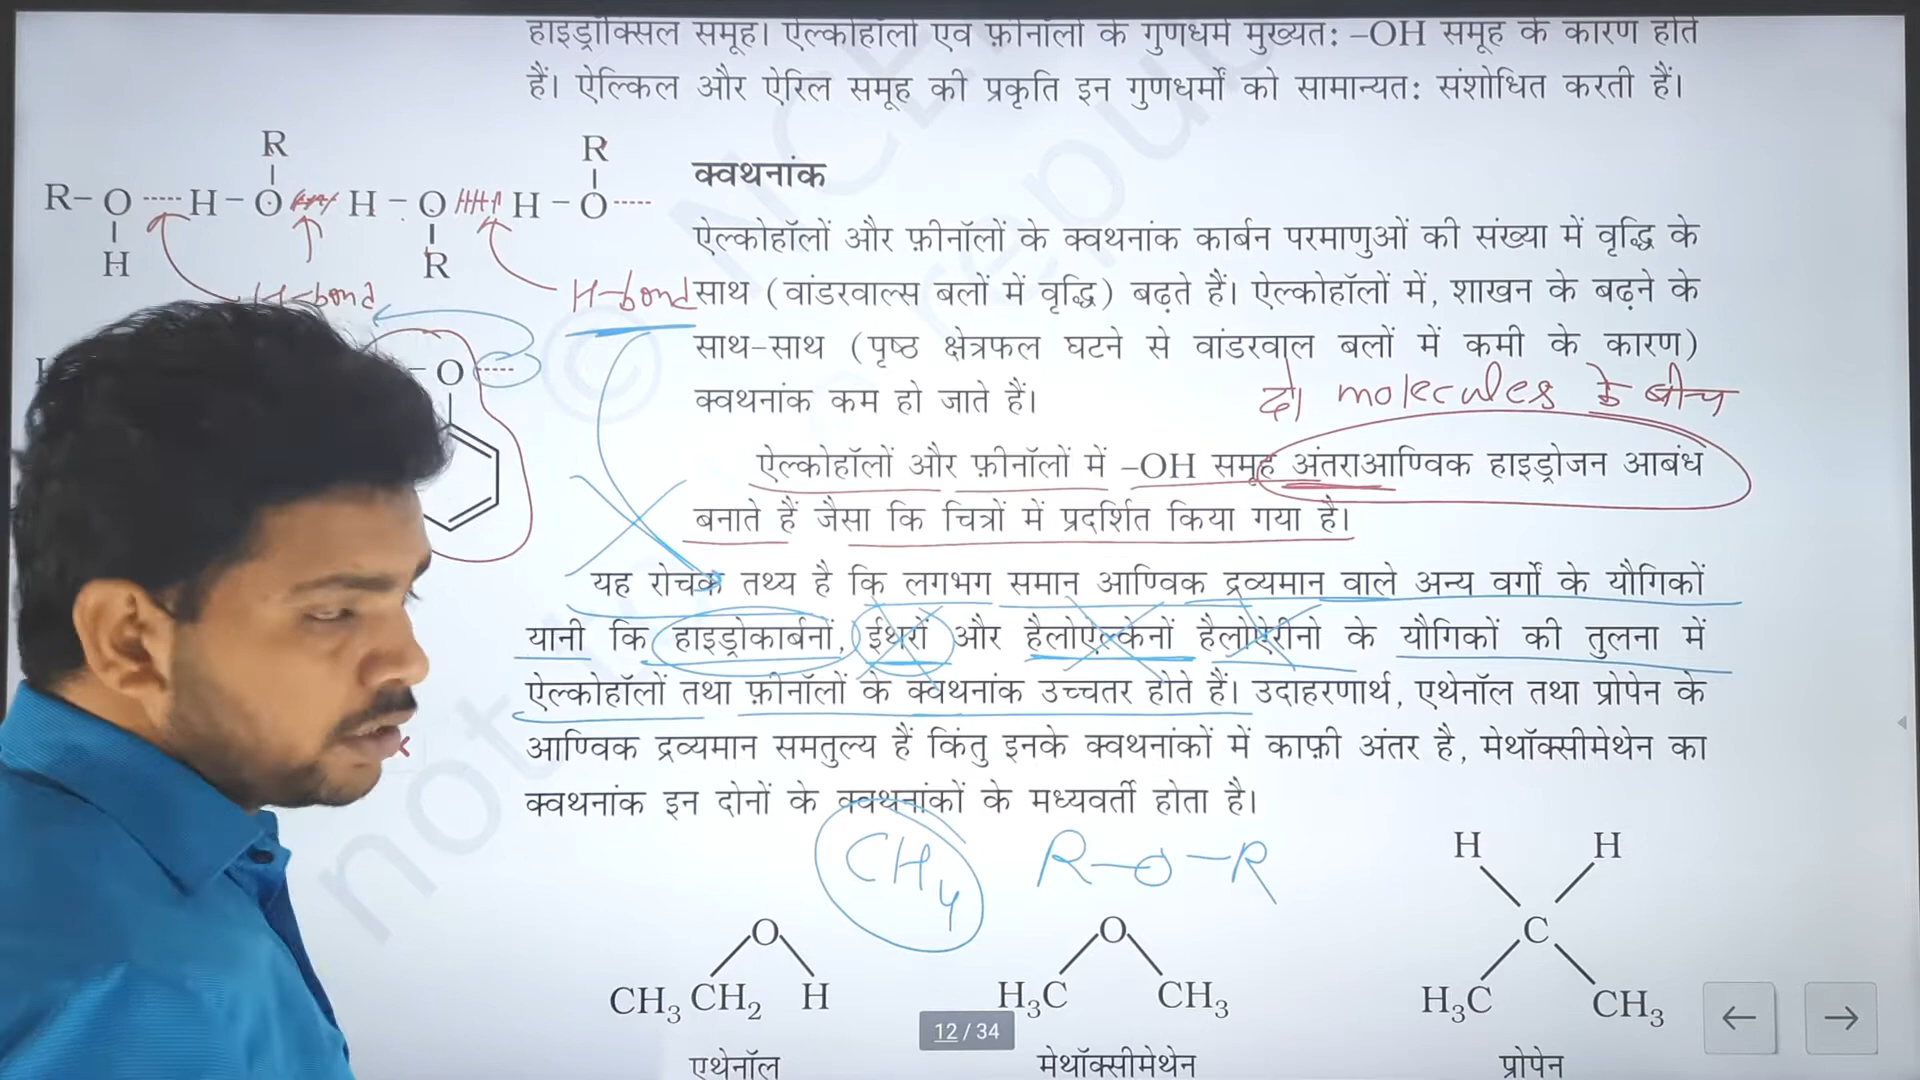 हाइड्रॉक्सिल समूह। ऐल्कोहॉलों एवं फ़ीनॉलों के गुणधर्म मुख्यत: –OH समूह के कारण होते
हैं। ऐल्किल और ऐरिल समूह की प्रकृति इन गुणधर्मों को सामान्यत: संशोधित करती हैं।
R R
R–O ····· H–O H–O H–O·····
H R
H-bond H-bond
O
क्वथनांक
ऐल्कोहॉलों और फ़ीनॉलों के क्वथनांक कार्बन परमाणुओं की संख्या में वृद्धि के
साथ (वांडरवाल्स बलों में वृद्धि) बढ़ते हैं। ऐल्कोहॉलों में, शाखन के बढ़ने के
साथ-साथ (पृष्ठ क्षेत्रफल घटने से वांडरवाल बलों में कमी के कारण)
क्वथनांक कम हो जाते हैं।
दो molecules के बीच
ऐल्कोहॉलों और फ़ीनॉलों में –OH समूह अंतराआण्विक हाइड्रोजन आबंध
बनाते हैं जैसा कि चित्रों में प्रदर्शित किया गया है।
यह रोचक तथ्य है कि लगभग समान आण्विक द्रव्यमान वाले अन्य वर्गों के यौगिकों
यानी कि हाइड्रोकार्बनों, ईथरों और हैलोऐल्केनों हैलोऐरीनो के यौगिकों की तुलना में
ऐल्कोहॉलों तथा फ़ीनॉलों के क्वथनांक उच्चतर होते हैं। उदाहरणार्थ, एथेनॉल तथा प्रोपेन के
आण्विक द्रव्यमान समतुल्य हैं किंतु इनके क्वथनांकों में काफ़ी अंतर है, मेथॉक्सीमेथेन का
क्वथनांक इन दोनों के क्वथनांकों के मध्यवर्ती होता है।
CH4 R–O–R
H H
O O C
CH3 CH2 H H3C CH3 H3C CH3
12 / 34
एथेनॉल मेथॉक्सीमेथेन प्रोपेन